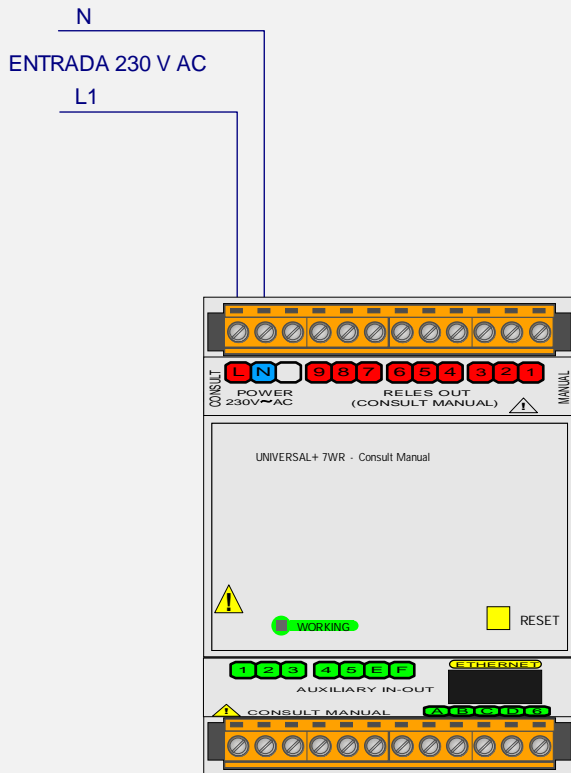 N
ENTRADA 230 V AC
L1
CONSULT
L N 9 8 7 6 5 4 3 2 1
MANUAL
POWER
230V~AC
RELES OUT
(CONSULT MANUAL)
!
UNIVERSAL+ 7WR - Consult Manual
!
WORKING
RESET
1 2 3 4 5 E F
ETHERNET
AUXILIARY IN-OUT
! CONSULT MANUAL
A B C D 6